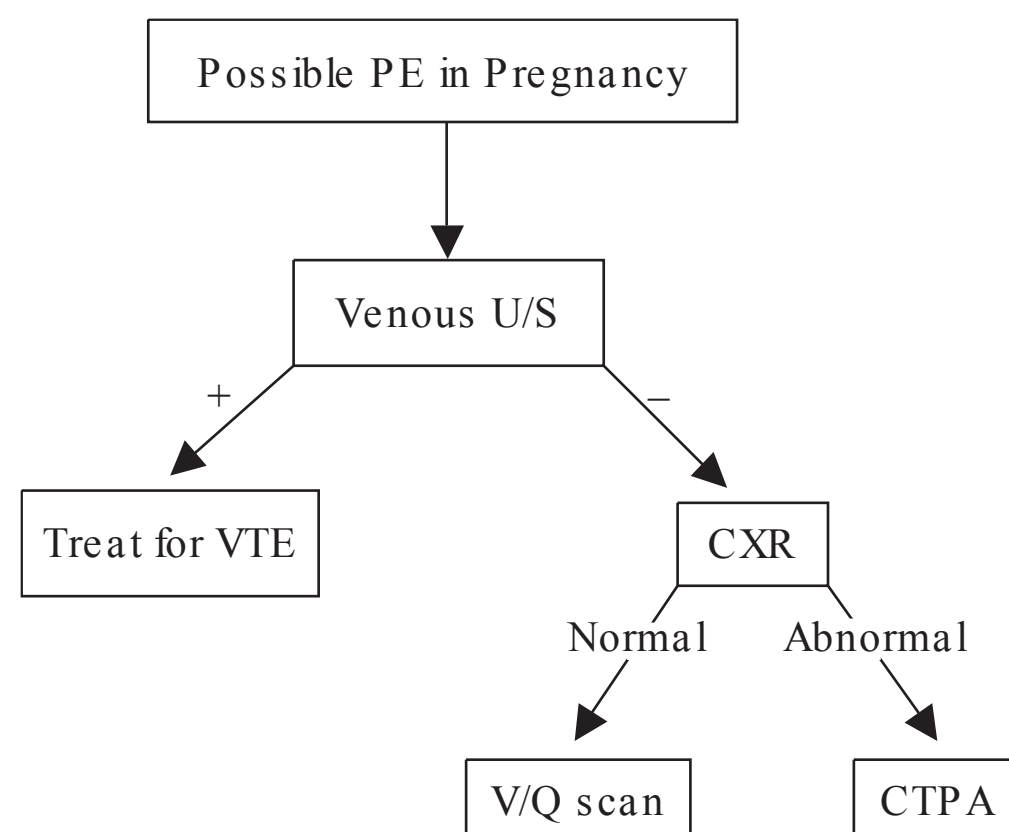 Possible PE in Pregnancy
Venous U/S
+
–
Treat for VTE
CXR
Normal
Abnormal
V/Q scan
CTPA